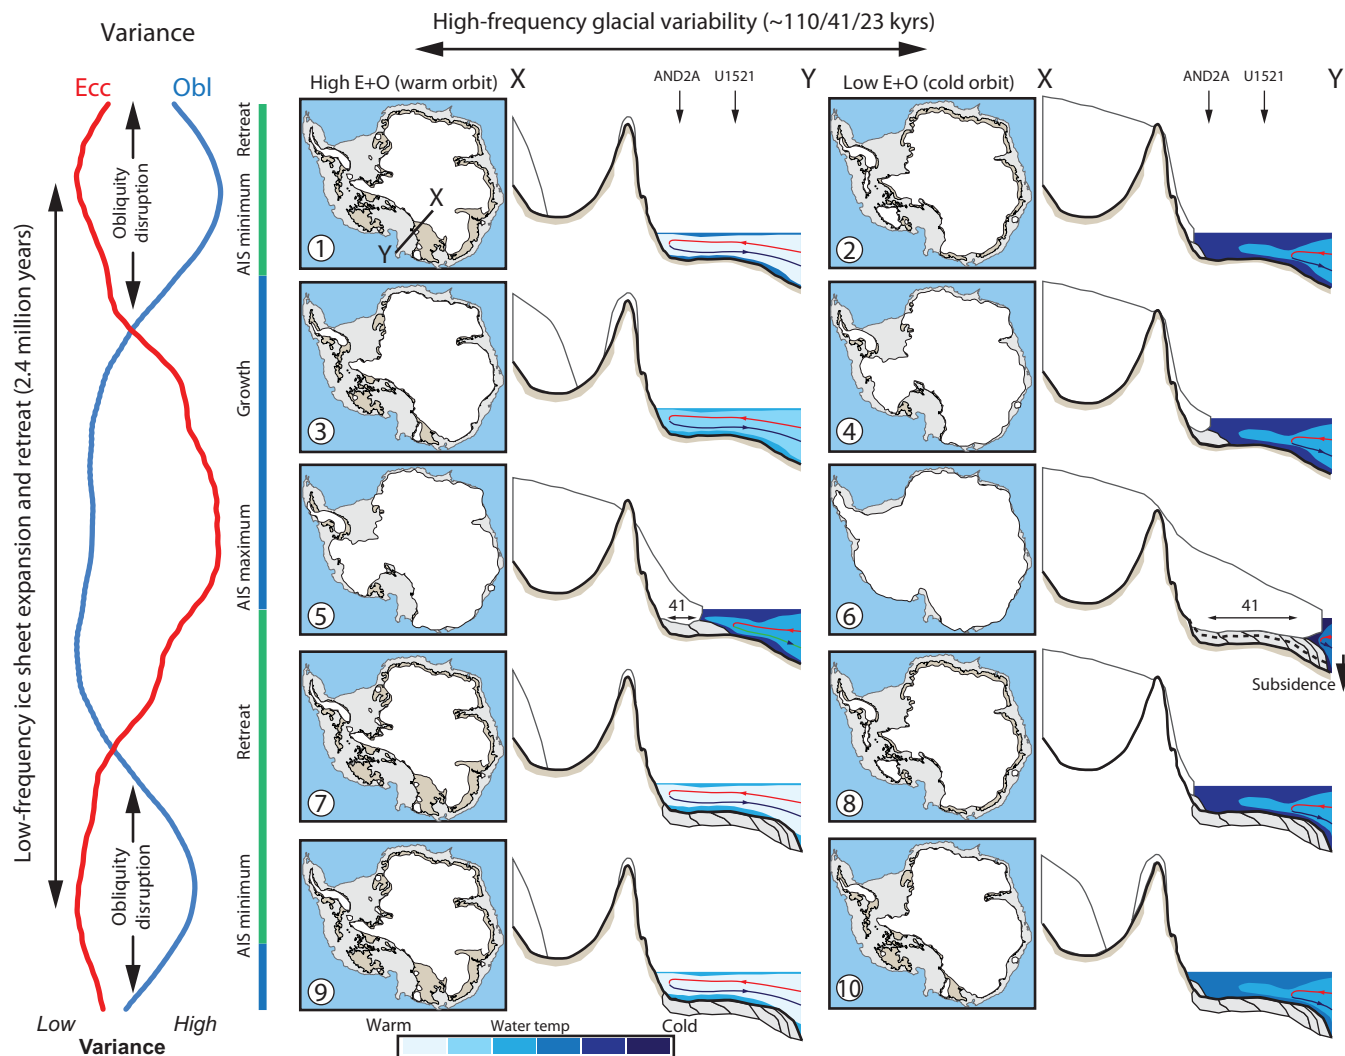 High-frequency glacial variability (~110/41/23 kyrs)
Variance
Ecc
Obl
High E+O (warm orbit)
X
AND2A
U1521
Y
Low E+O (cold orbit)
X
AND2A
U1521
Y
Low-frequency ice sheet expansion and retreat (2.4 million years)
Obliquity
disruption
Obliquity
disruption
Retreat
AIS minimum
Growth
AIS maximum
Retreat
AIS minimum
X
Y
1
2
3
4
5
41
6
41
Subsidence
7
8
9
10
Low
High
Variance
Warm
Water temp
Cold